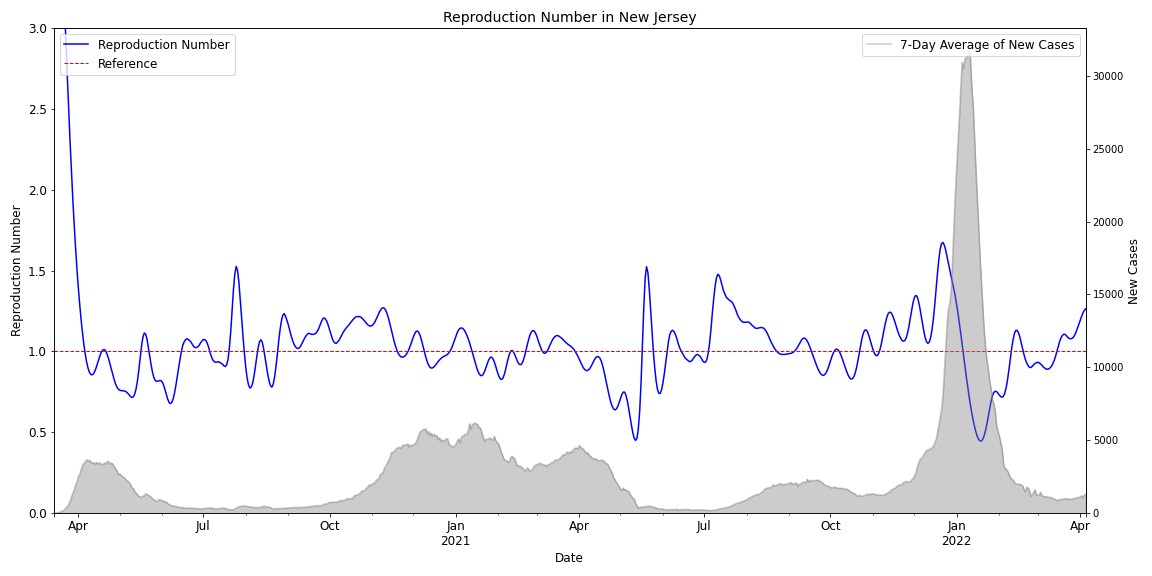 Reproduction Number in New Jersey
Reproduction Number
Reference
7-Day Average of New Cases
3.0
2.5
2.0
1.5
1.0
0.5
0.0
Reproduction Number
30000
25000
20000
15000
10000
5000
0
New Cases
Apr
Jul
Oct
Jan
2021
Apr
Jul
Oct
Jan
2022
Apr
Date